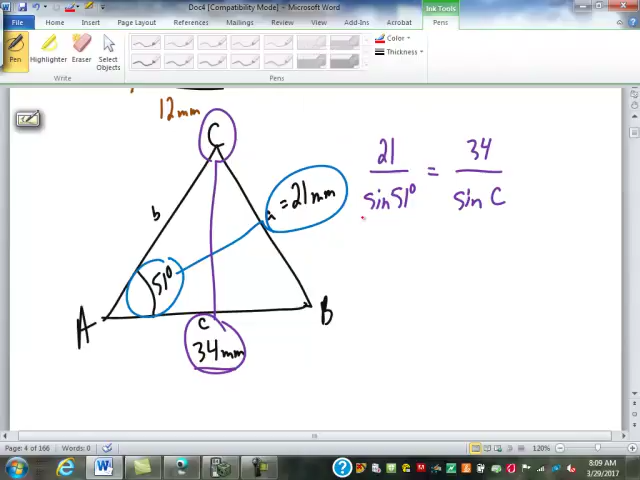 Doc4 [Compatibility Mode] - Microsoft Word
Ink Tools
File
Home
Insert
Page Layout
References
Mailings
Review
View
Add-Ins
Acrobat
Pens
Pen
Highlighter
Eraser
Select Objects
Color
Thickness
Write
Pens
12mm
C
b
= 21mm
51°
A
B
c
34mm
21 / sin 51° = 34 / sin C
Page: 4 of 166
Words: 0
120%
8:09 AM
3/29/2017